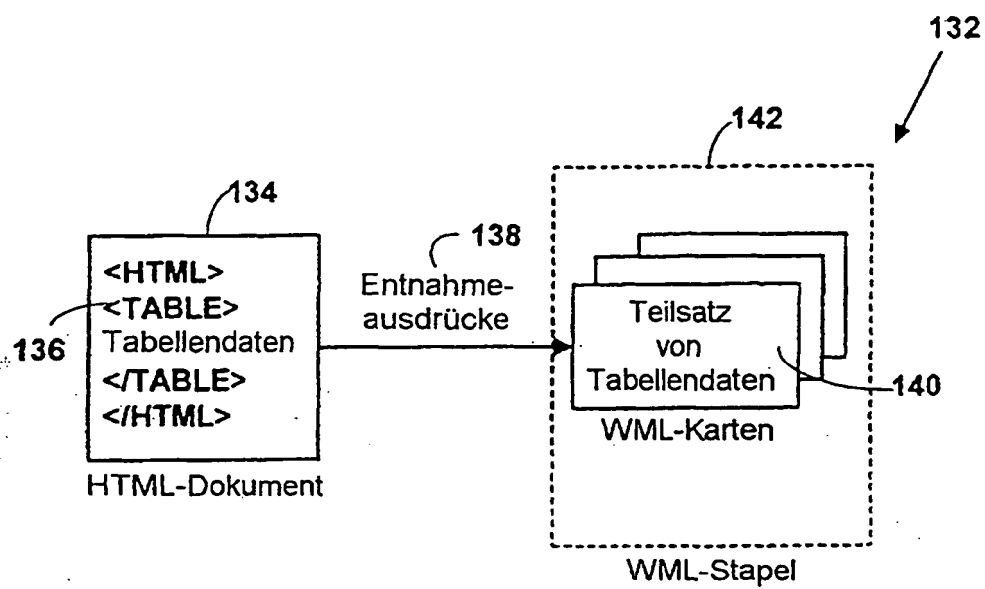 132
142
134
138
<HTML>
<TABLE>
Tabellendaten
</TABLE>
</HTML>
136
HTML-Dokument
Entnahme-
ausdrücke
Teilsatz
von
Tabellendaten
140
WML-Karten
WML-Stapel